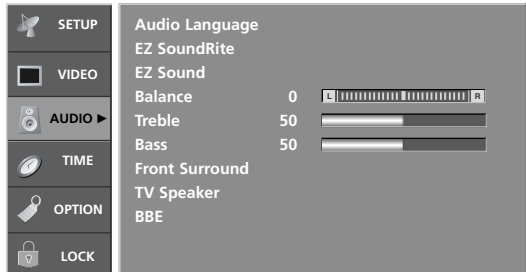 SETUP
VIDEO
AUDIO ►
TIME
OPTION
LOCK
Audio Language
EZ SoundRite
EZ Sound
Balance 0 L R
Treble 50
Bass 50
Front Surround
TV Speaker
BBE